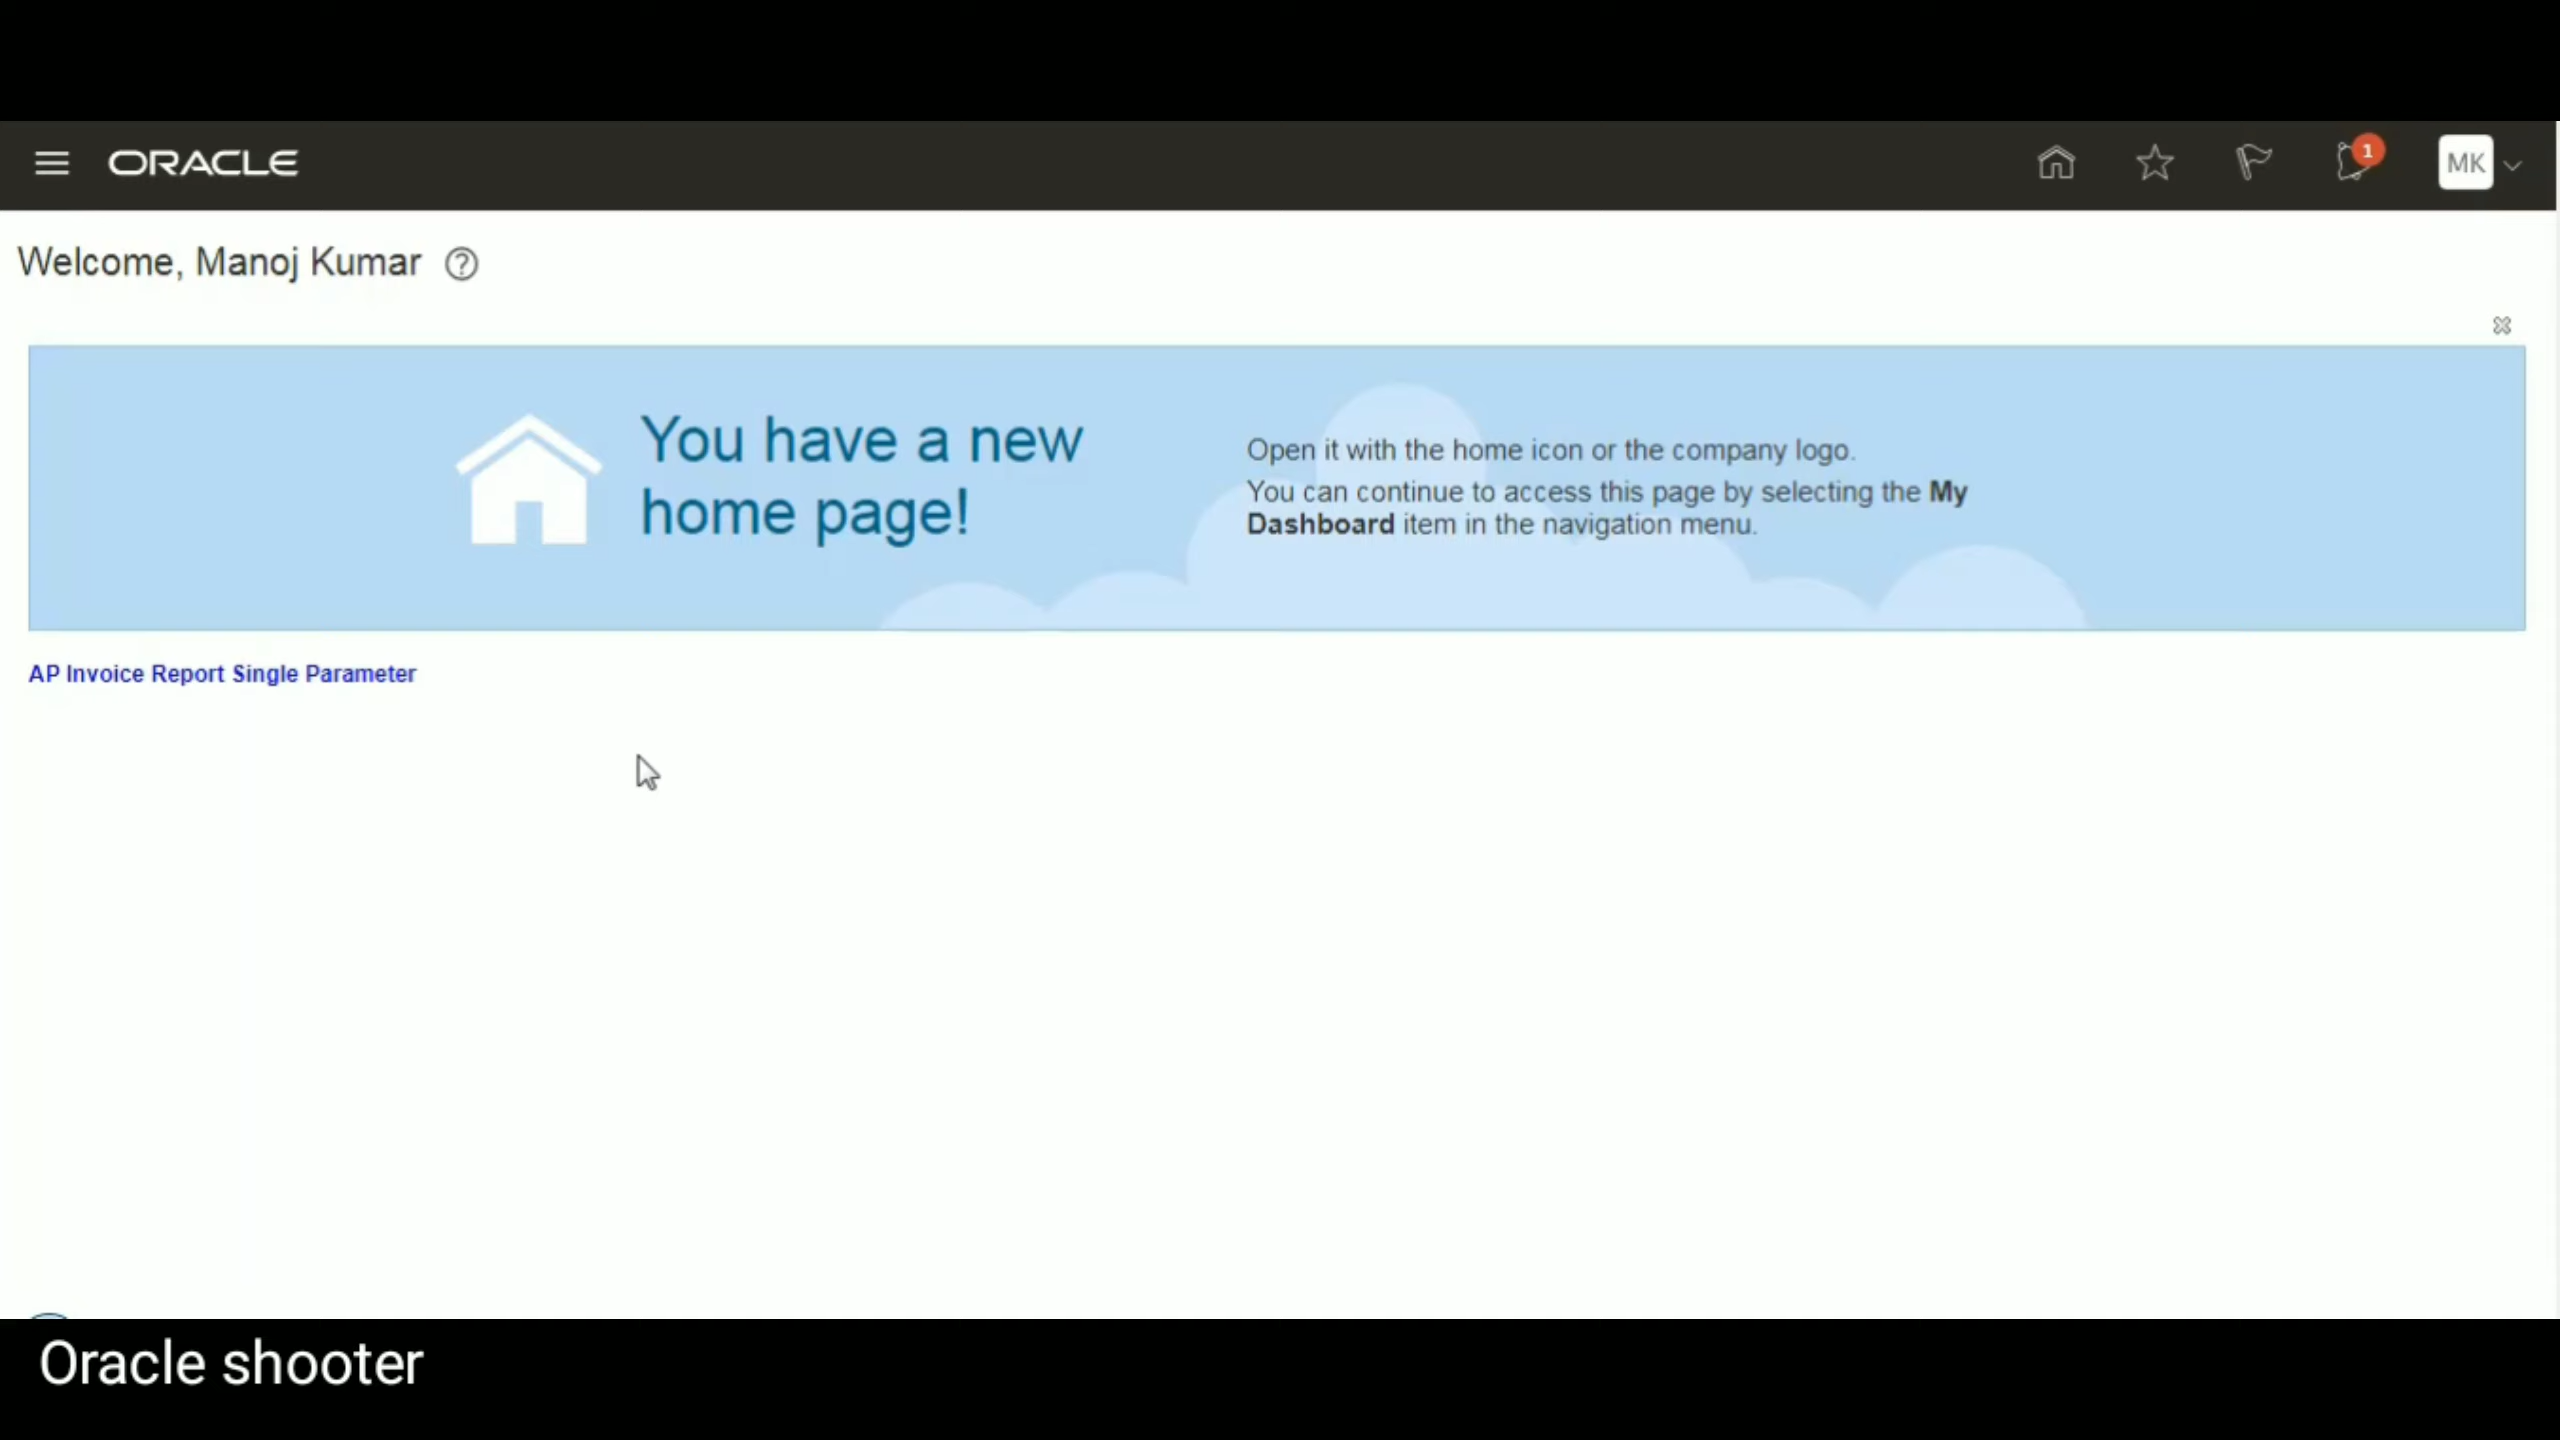 ORACLE
1
MK
Welcome, Manoj Kumar
You have a new
home page!
Open it with the home icon or the company logo.
You can continue to access this page by selecting the My
Dashboard item in the navigation menu.
AP Invoice Report Single Parameter
Oracle shooter